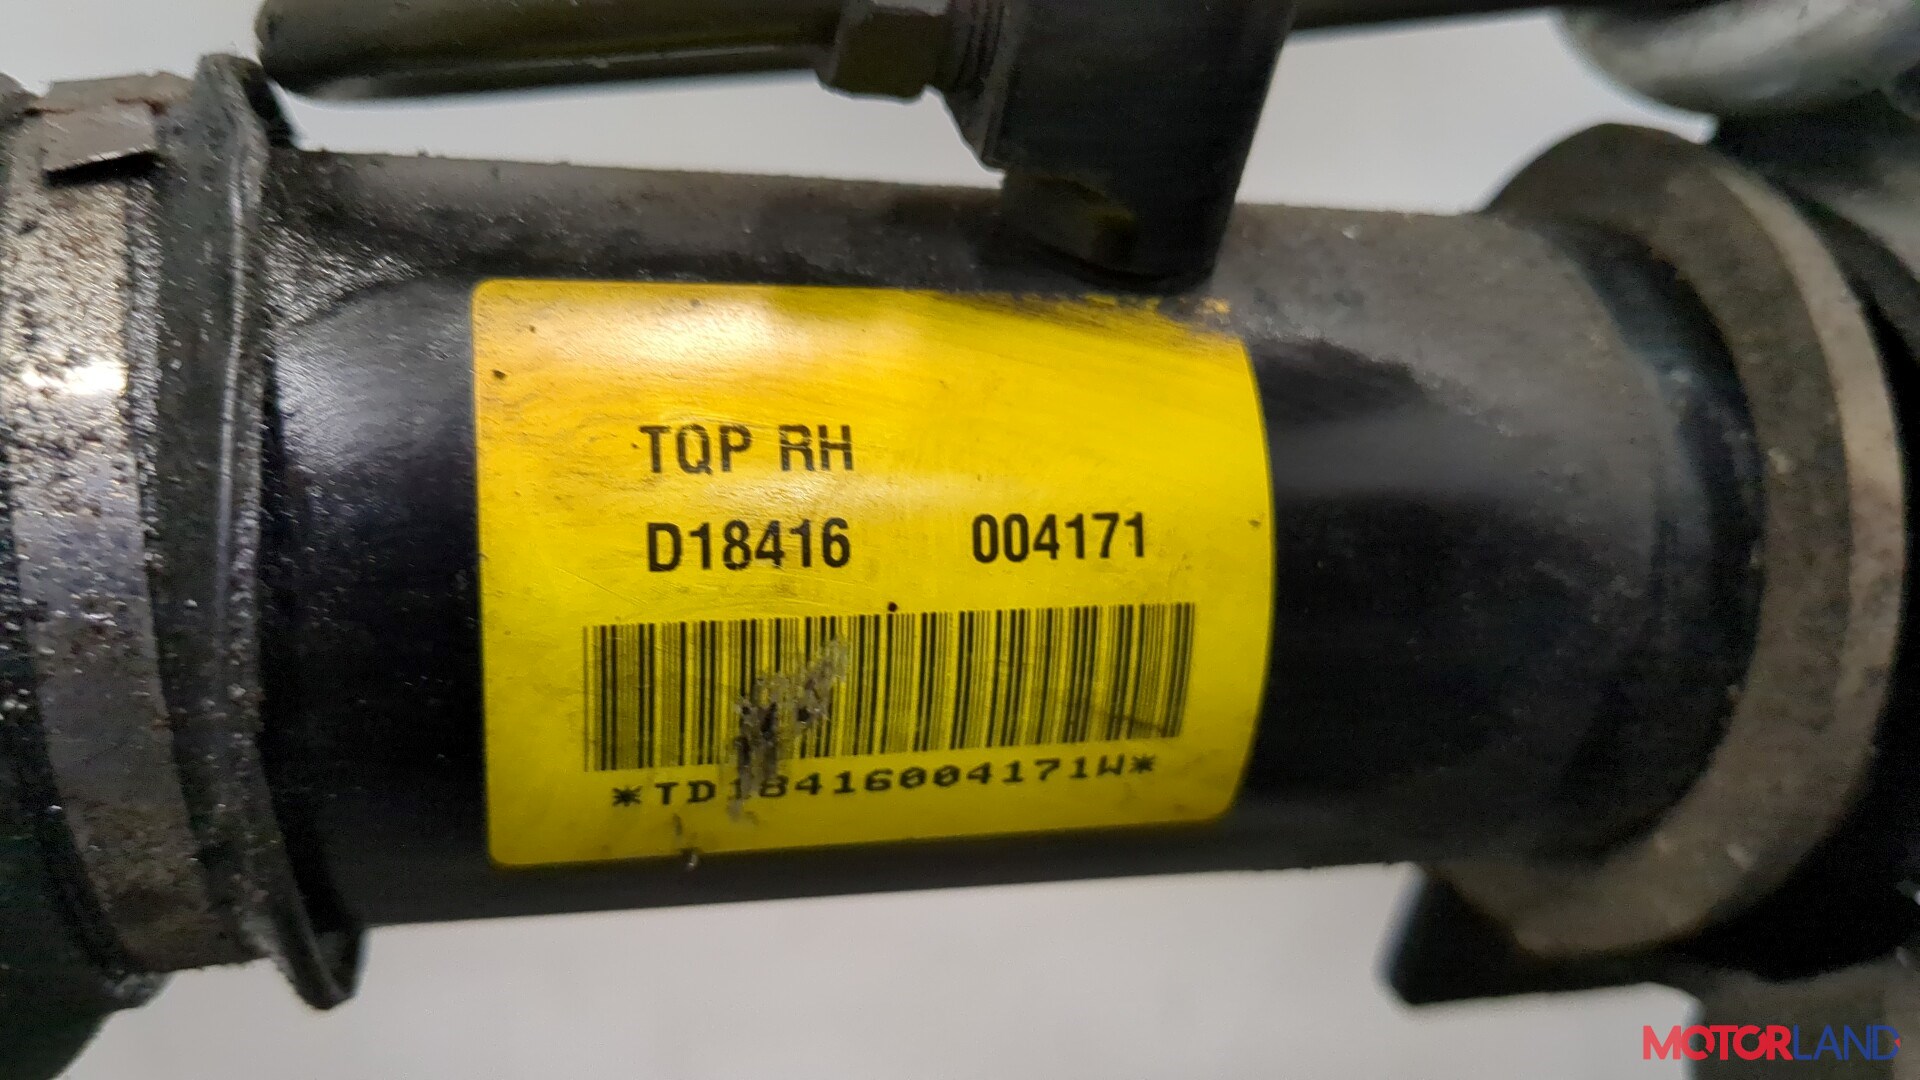 TQP RH
D18416 004171
*TD18416004171W*
MOTORLAND